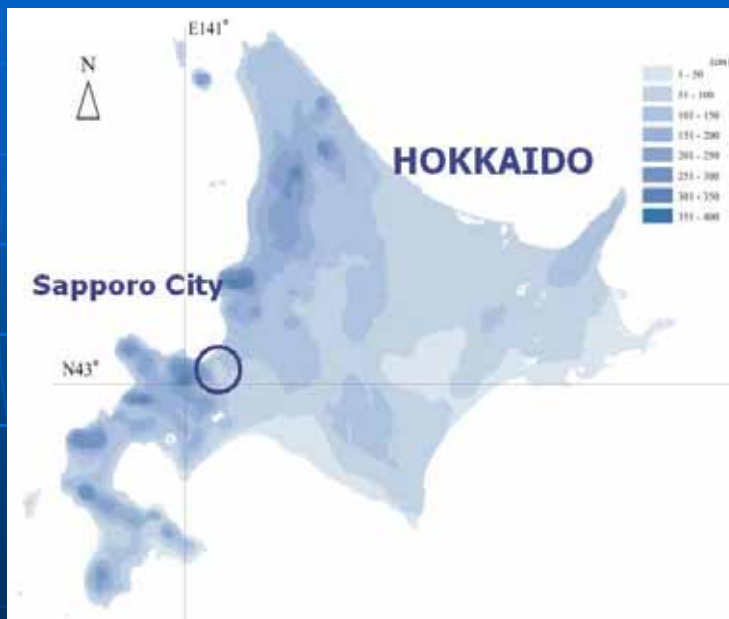 E141°
N
(cm)
1 - 50
51 - 100
101 - 150
151 - 200
201 - 250
251 - 300
301 - 350
351 - 400
HOKKAIDO
Sapporo City
N43°